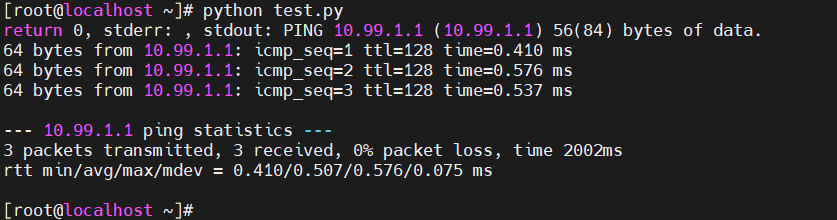 [root@localhost ~]# python test.py
return 0, stderr: , stdout: PING 10.99.1.1 (10.99.1.1) 56(84) bytes of data.
64 bytes from 10.99.1.1: icmp_seq=1 ttl=128 time=0.410 ms
64 bytes from 10.99.1.1: icmp_seq=2 ttl=128 time=0.576 ms
64 bytes from 10.99.1.1: icmp_seq=3 ttl=128 time=0.537 ms
--- 10.99.1.1 ping statistics ---
3 packets transmitted, 3 received, 0% packet loss, time 2002ms
rtt min/avg/max/mdev = 0.410/0.507/0.576/0.075 ms
[root@localhost ~]#